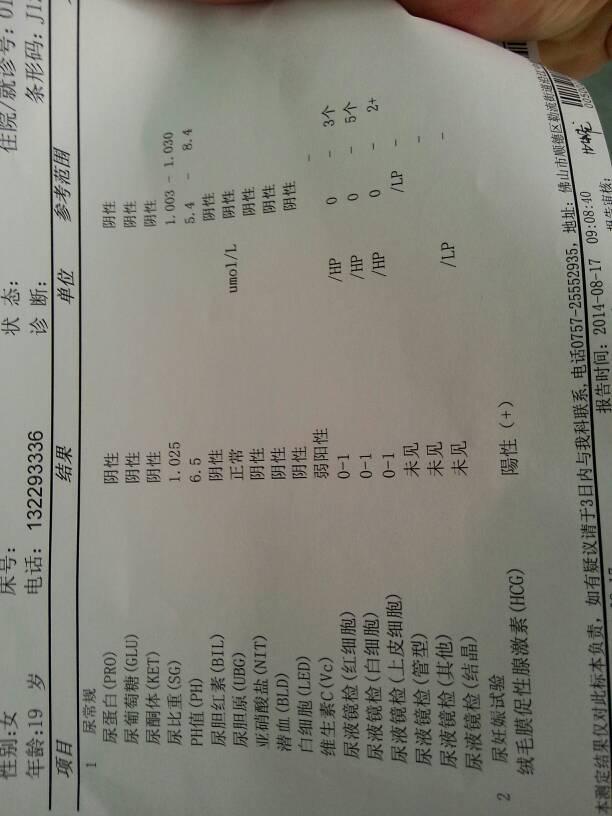 性别:女 床号: 状 态: 住院/就诊号: 01
年龄:19 岁 电话: 132293336 诊 断: 条形码: J1
项目 结果 单位 参考范围
1 尿常规
尿蛋白(PRO) 阴性 阴性
尿葡萄糖(GLU) 阴性 阴性
尿酮体(KET) 阴性 阴性
尿比重(SG) 1.025 1.003 - 1.030
PH值(PH) 6.5 5.4 - 8.4
尿胆红素(BIL) 阴性 阴性
尿胆原(UBG) 正常 umol/L 阴性
亚硝酸盐(NIT) 阴性 阴性
潜血(BLD) 阴性 阴性
白细胞(LED) 阴性 阴性
维生素C(Vc) 弱阳性 -
尿液镜检(红细胞) 0-1 /HP 0 - 3个
尿液镜检(白细胞) 0-1 /HP 0 - 5个
尿液镜检(上皮细胞) 0-1 /HP 0 - 2+
尿液镜检(管型) 未见 /LP -
尿液镜检(其他) 未见 -
尿液镜检(结晶) 未见 /LP -
2 尿妊娠试验
绒毛膜促性腺激素(HCG) 陽性（+）
本测定结果仅对此标本负责，如有疑议请于3日内与我科联系,电话0757-25552935，地址：佛山市顺德区勒流街道沿江
报告时间：2014-08-17 09:08:40 报告审核: